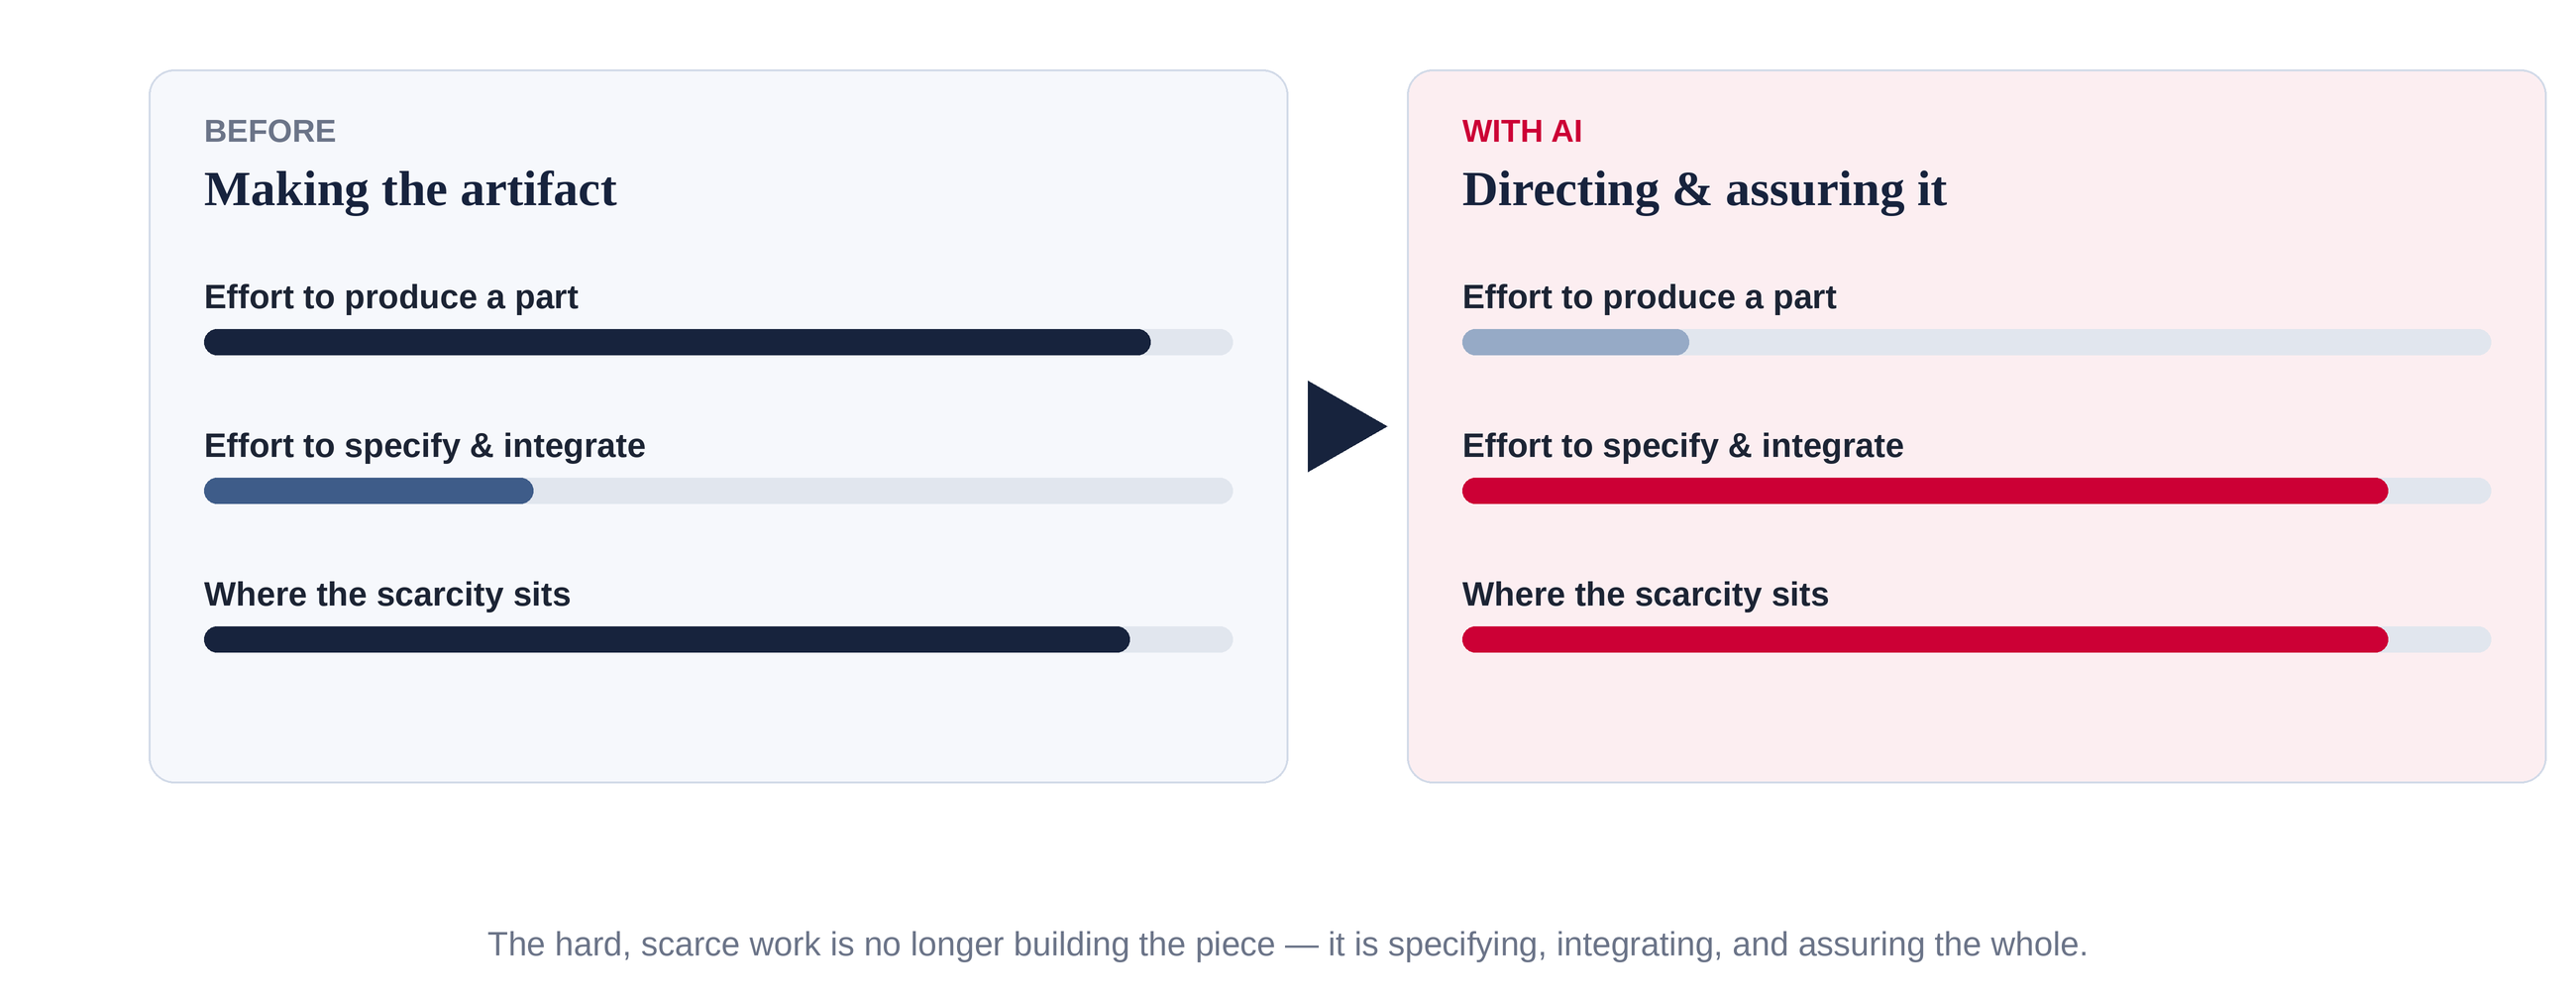 BEFORE
Making the artifact
Effort to produce a part
Effort to specify & integrate
Where the scarcity sits
WITH AI
Directing & assuring it
Effort to produce a part
Effort to specify & integrate
Where the scarcity sits
The hard, scarce work is no longer building the piece — it is specifying, integrating, and assuring the whole.